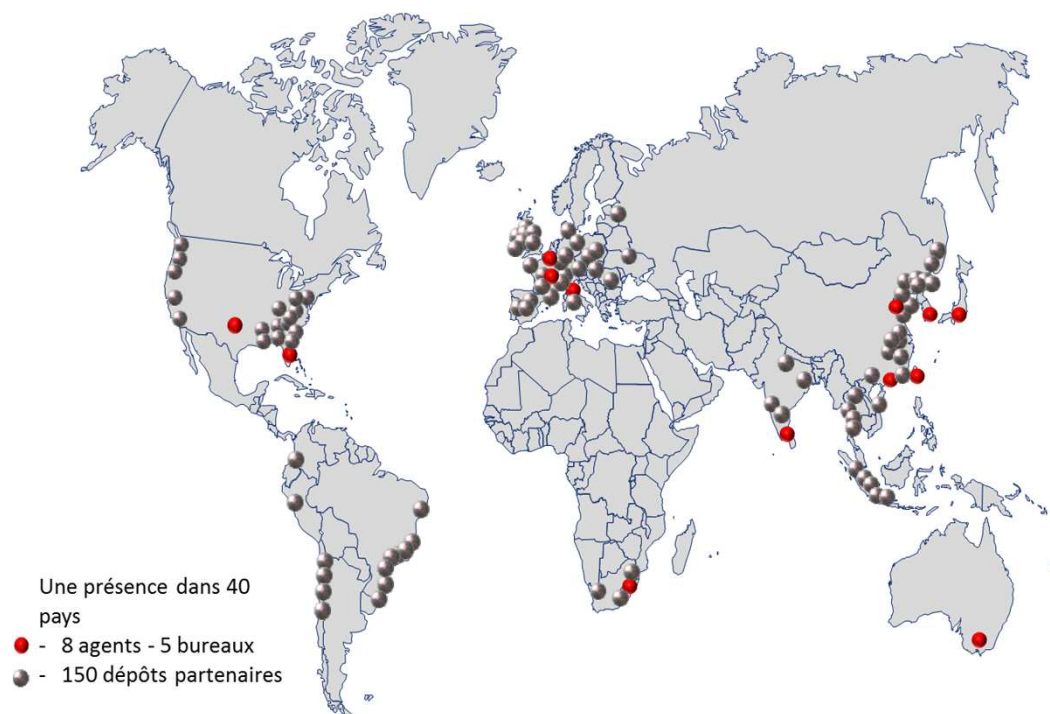 Une présence dans 40
pays
- 8 agents - 5 bureaux
- 150 dépôts partenaires